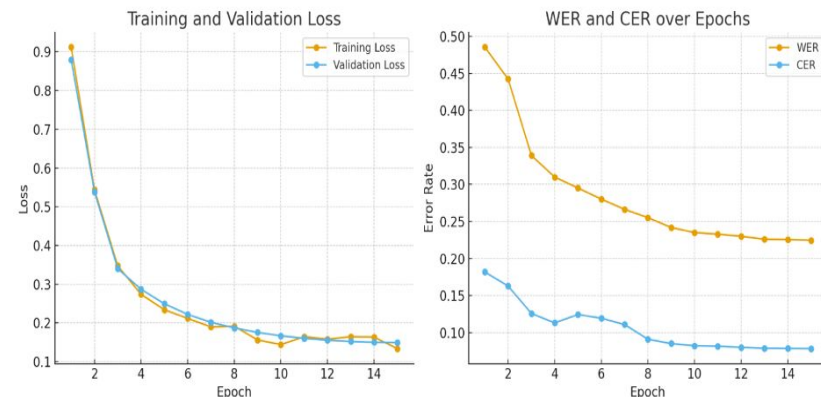 Training and Validation Loss
Training Loss
Validation Loss
Loss
0.9
0.8
0.7
0.6
0.5
0.4
0.3
0.2
0.1
2 4 6 8 10 12 14
Epoch
WER and CER over Epochs
WER
CER
Error Rate
0.50
0.45
0.40
0.35
0.30
0.25
0.20
0.15
0.10
2 4 6 8 10 12 14
Epoch